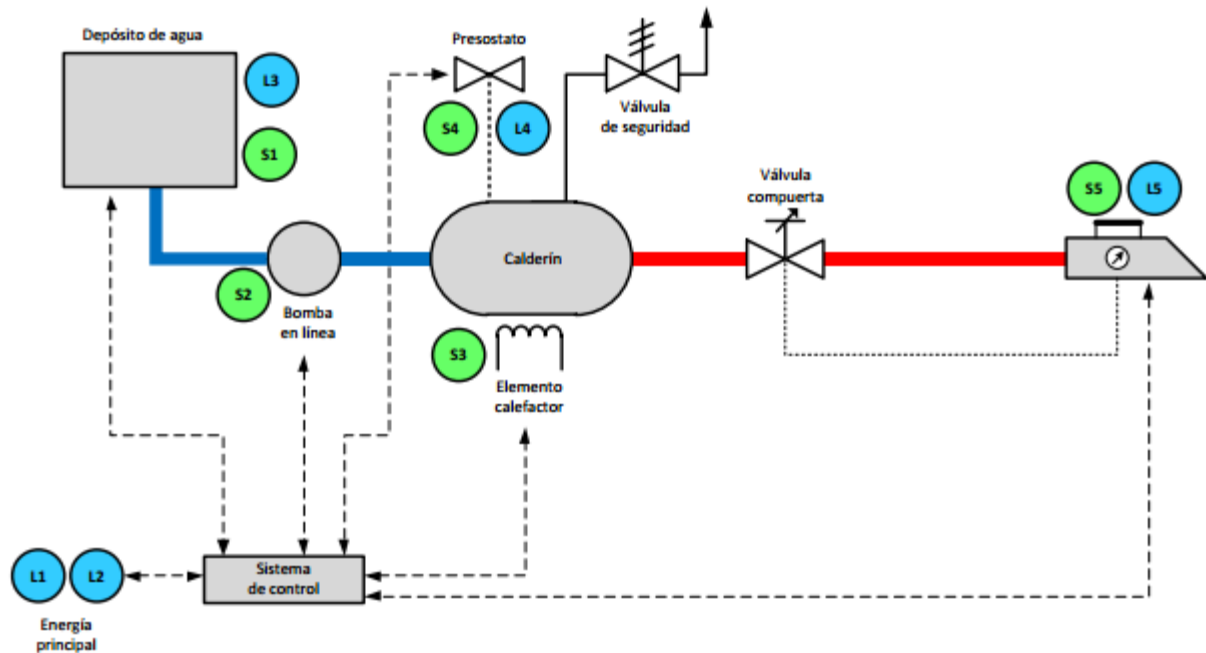 Depósito de agua
L3
S1
Presostato
S4
L4
Válvula
de seguridad
Válvula
compuerta
S5
L5
Calderín
S2
Bomba
en línea
S3
Elemento
calefactor
L1
L2
Energía
principal
Sistema
de control